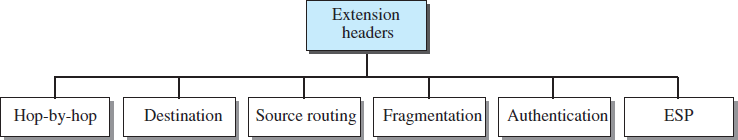 Extension
headers
Hop-by-hop
Destination
Source routing
Fragmentation
Authentication
ESP